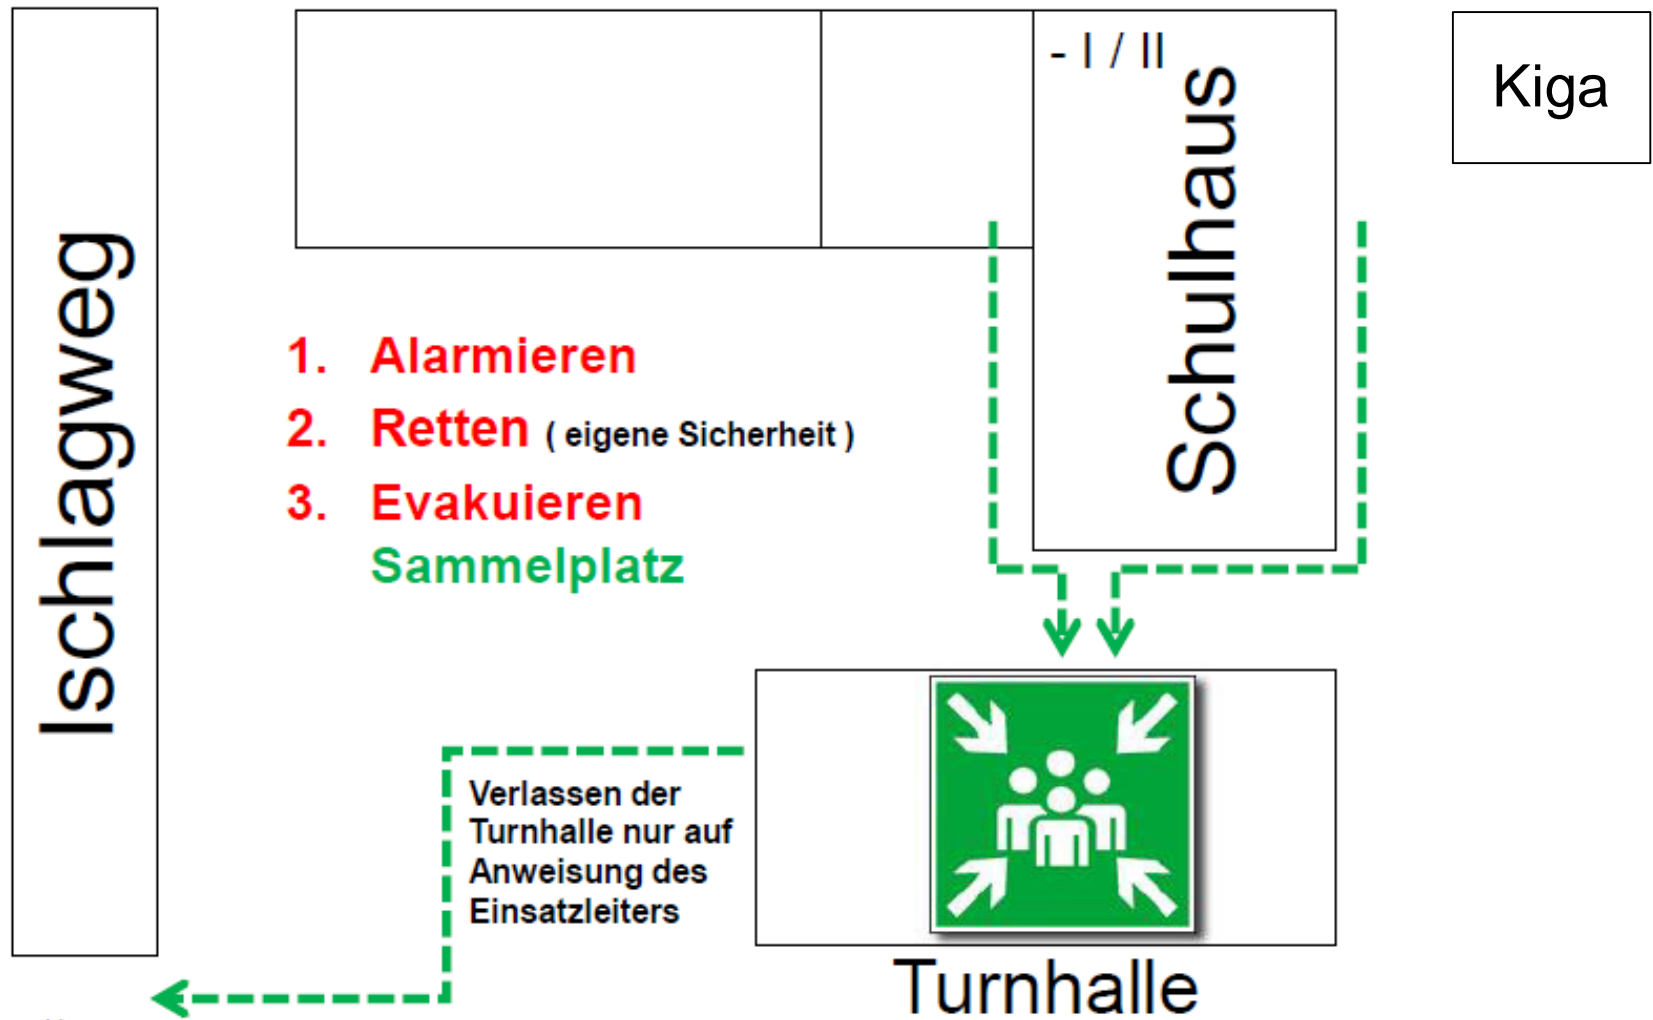 Ischlagweg
- I / II
Schulhaus
Kiga
1. Alarmieren
2. Retten ( eigene Sicherheit )
3. Evakuieren
Sammelplatz
Verlassen der
Turnhalle nur auf
Anweisung des
Einsatzleiters
Turnhalle